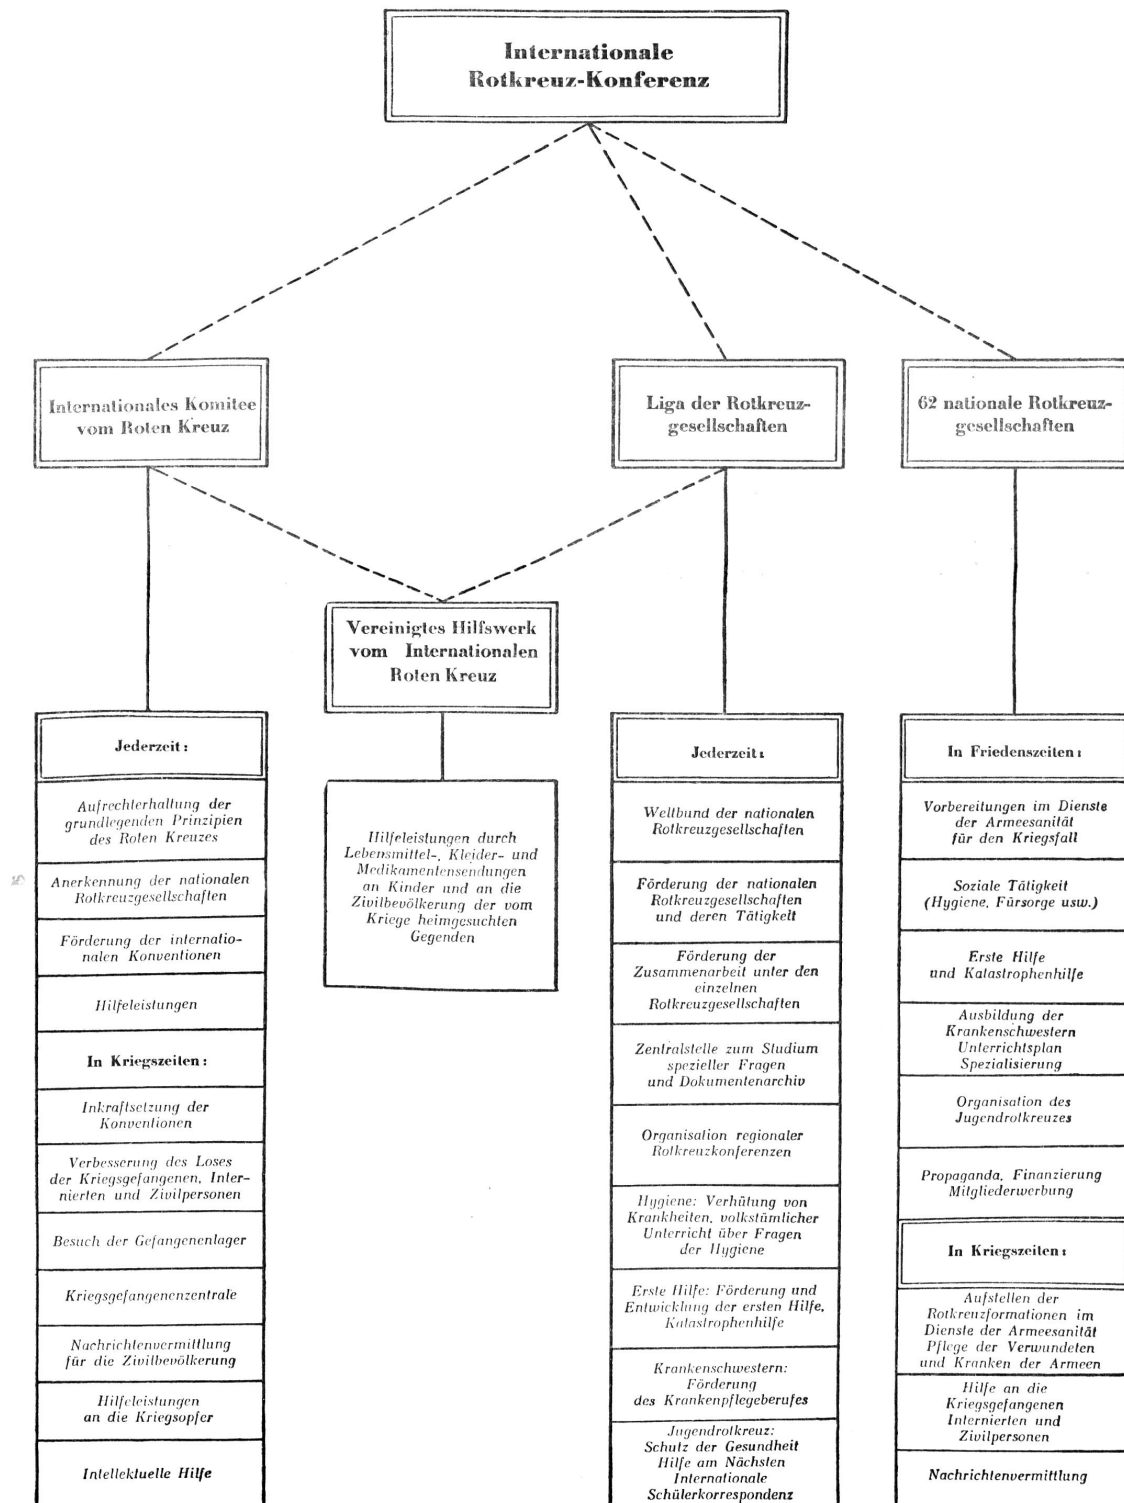 Internationale
Rotkreuz-Konferenz
Internationales Komitee
vom Roten Kreuz
Liga der Rotkreuz-
gesellschaften
62 nationale Rotkreuz-
gesellschaften
Vereinigtes Hilfswerk
vom Internationalen
Roten Kreuz
Hilfeleistungen durch
Lebensmittel-, Kleider- und
Medikamentensendungen
an Kinder und an die
Zivilbevölkerung der vom
Kriege heimgesuchten
Gegenden
Jederzeit:
Aufrechterhaltung der
grundlegenden Prinzipien
des Roten Kreuzes
Anerkennung der nationalen
Rotkreuzgesellschaften
Förderung der internatio-
nalen Konventionen
Hilfeleistungen
In Kriegszeiten:
Inkraftsetzung der
Konventionen
Verbesserung des Loses
der Kriegsgefangenen, Inter-
nierten und Zivilpersonen
Besuch der Gefangenenlager
Kriegsgefangenenzentrale
Nachrichtenvermittlung
für die Zivilbevölkerung
Hilfeleistungen
an die Kriegsopfer
Intellektuelle Hilfe
Jederzeit:
Weltbund der nationalen
Rotkreuzgesellschaften
Förderung der nationalen
Rotkreuzgesellschaften
und deren Tätigkeit
Förderung der
Zusammenarbeit unter den
einzelnen
Rotkreuzgesellschaften
Zentralstelle zum Studium
spezieller Fragen
und Dokumentenarchiv
Organisation regionaler
Rotkreuzkonferenzen
Hygiene: Verhütung von
Krankheiten, volkstümlicher
Unterricht über Fragen
der Hygiene
Erste Hilfe: Förderung und
Entwicklung der ersten Hilfe,
Katastrophenhilfe
Krankenschwestern:
Förderung
des Krankenpflegeberufes
Jugendrotkreuz:
Schutz der Gesundheit
Hilfe am Nächsten
Internationale
Schülerkorrespondenz
In Friedenszeiten:
Vorbereitungen im Dienste
der Armeesanität
für den Kriegsfall
Soziale Tätigkeit
(Hygiene, Fürsorge usw.)
Erste Hilfe
und Katastrophenhilfe
Ausbildung der
Krankenschwestern
Unterrichtsplan
Spezialisierung
Organisation des
Jugendrotkreuzes
Propaganda, Finanzierung
Mitgliederwerbung
In Kriegszeiten:
Aufstellen der
Rotkreuzformationen im
Dienste der Armeesanität
Pflege der Verwundeten
und Kranken der Armeen
Hilfe an die
Kriegsgefangenen
Internierten und
Zivilpersonen
Nachrichtenvermittlung